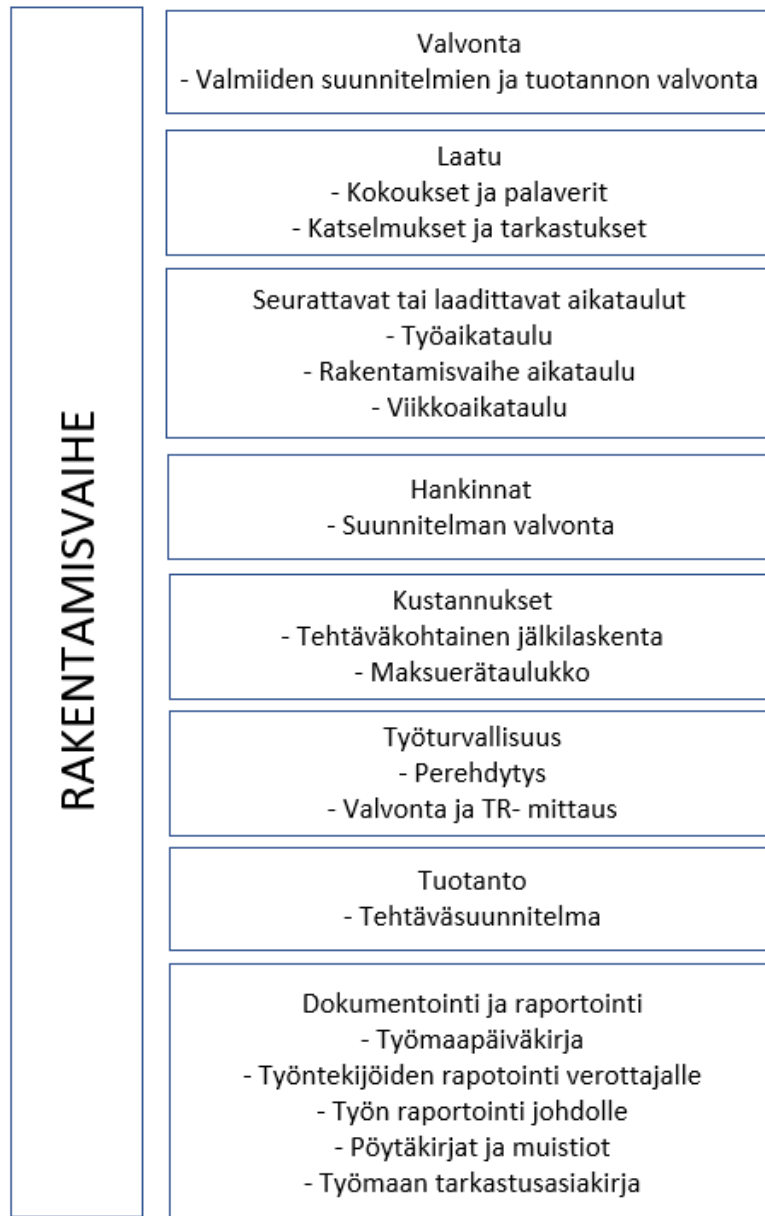 RAKENTAMISVAIHE
Valvonta
- Valmiiden suunnitelmien ja tuotannon valvonta
Laatu
- Kokoukset ja palaverit
- Katselmukset ja tarkastukset
Seurattavat tai laadittavat aikataulut
- Työaikataulu
- Rakentamisvaihe aikataulu
- Viikkoaikataulu
Hankinnat
- Suunnitelman valvonta
Kustannukset
- Tehtäväkohtainen jälkilaskenta
- Maksuerätaulukko
Työturvallisuus
- Perehdytys
- Valvonta ja TR- mittaus
Tuotanto
- Tehtäväsuunnitelma
Dokumentointi ja raportointi
- Työmaapäiväkirja
- Työntekijöiden rapotointi verottajalle
- Työn raportointi johdolle
- Pöytäkirjat ja muistiot
- Työmaan tarkastusasiakirja